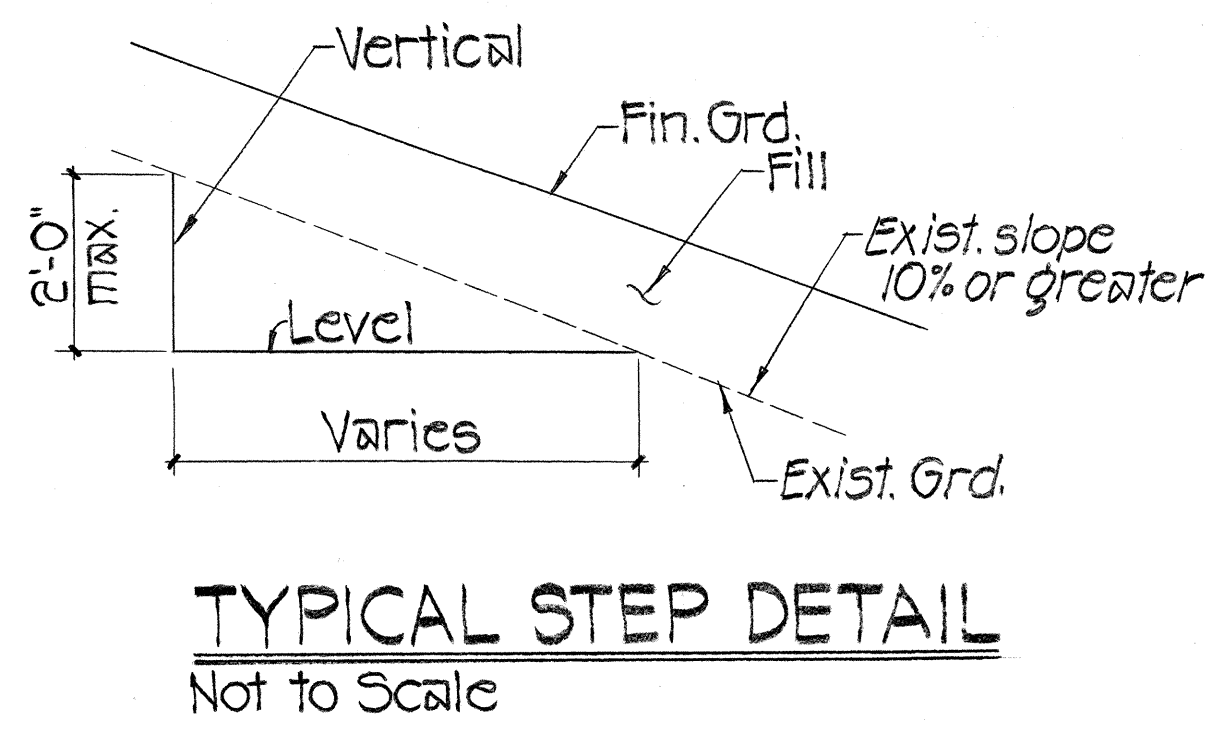 Vertical
Fin. Grd.
Fill
Exist. slope
10% or greater
2'-0"
max.
Level
Varies
Exist. Grd.
TYPICAL STEP DETAIL
Not to Scale